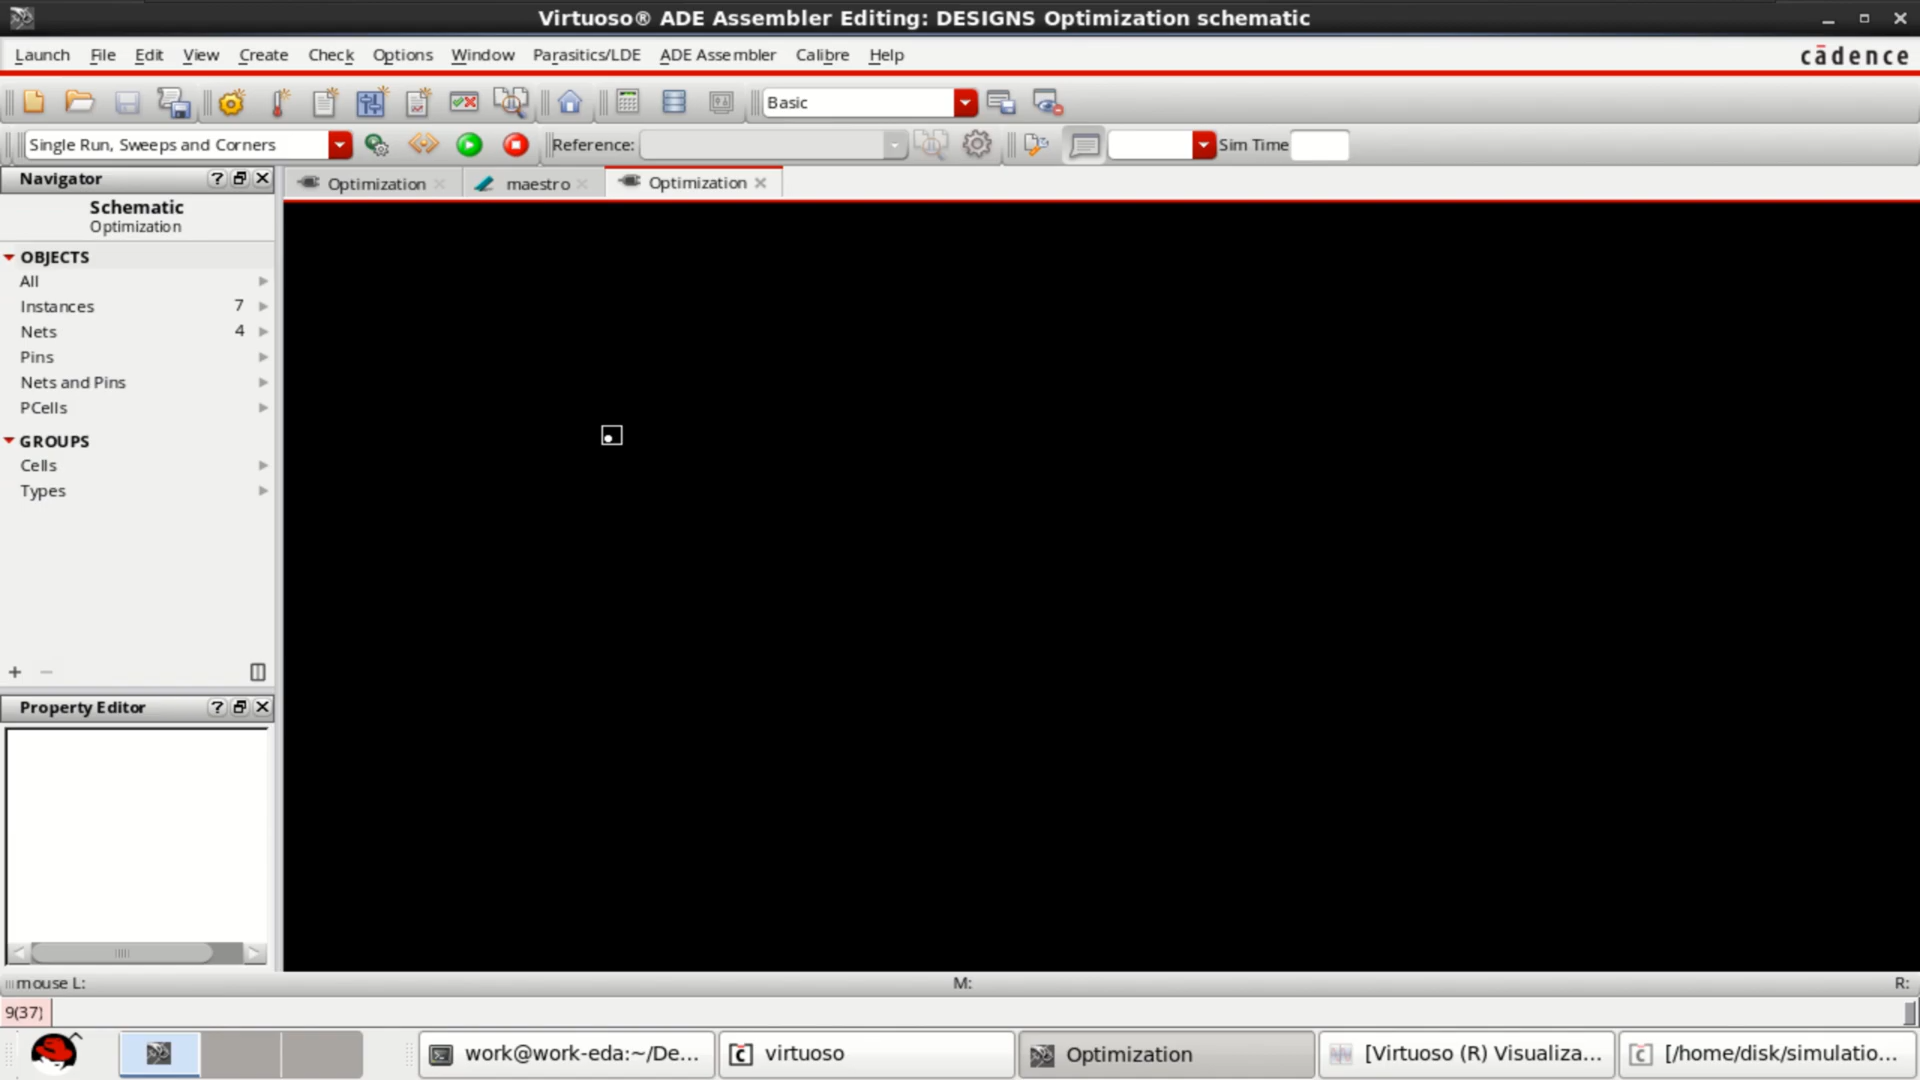 Virtuoso® ADE Assembler Editing: DESIGNS Optimization schematic
Launch File Edit View Create Check Options Window Parasitics/LDE ADE Assembler Calibre Help cādence
Basic
Single Run, Sweeps and Corners Reference: Sim Time
Navigator
Optimization maestro Optimization
Schematic
Optimization
OBJECTS
All
Instances 7
Nets 4
Pins
Nets and Pins
PCells
GROUPS
Cells
Types
Property Editor
mouse L: M: R:
9(37)
work@work-eda:~/De... virtuoso Optimization [Virtuoso (R) Visualiza... [/home/disk/simulatio...